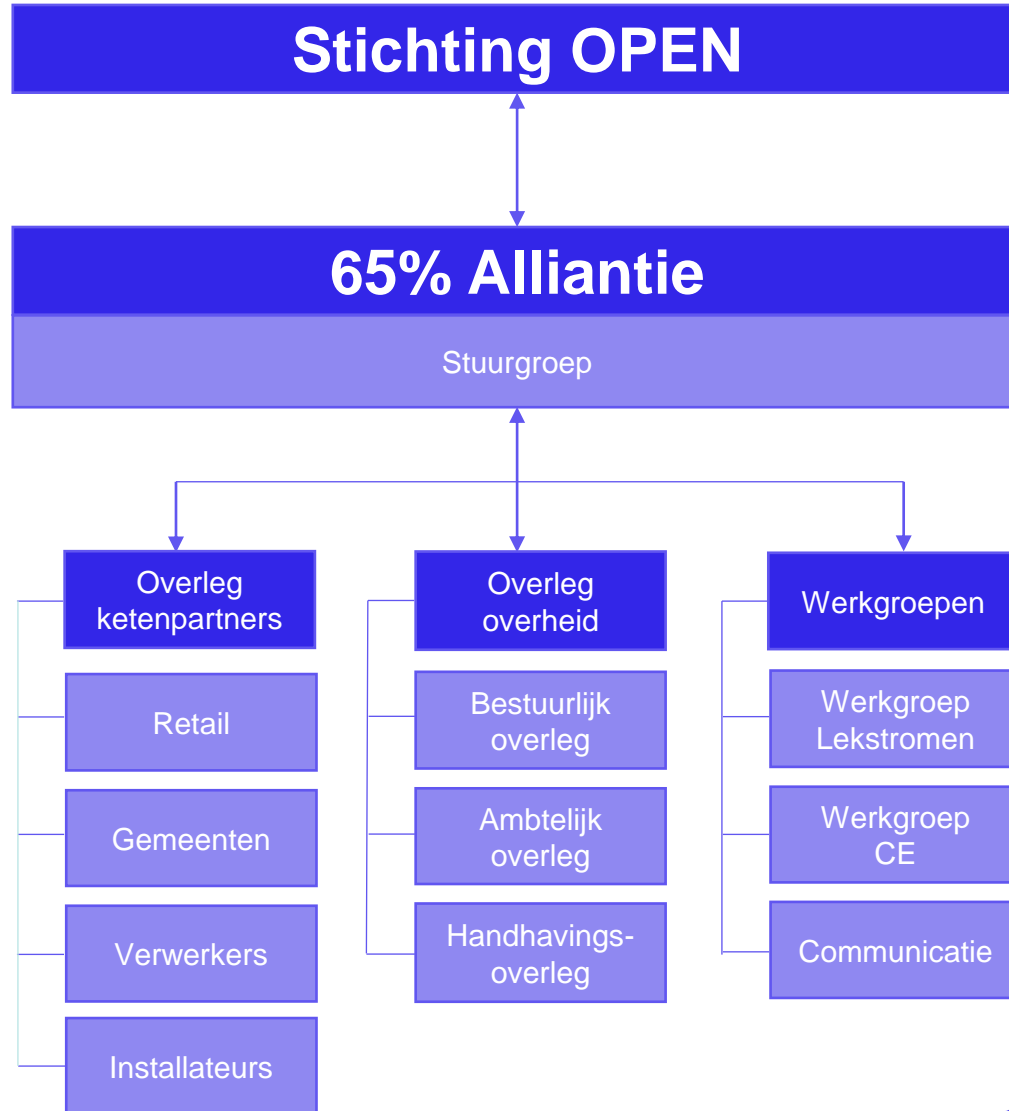 Stichting OPEN
65% Alliantie
Stuurgroep
Overleg
ketenpartners
Retail
Gemeenten
Verwerkers
Installateurs
Overleg
overheid
Bestuurlijk
overleg
Ambtelijk
overleg
Handhavings-
overleg
Werkgroepen
Werkgroep
Lekstromen
Werkgroep
CE
Communicatie